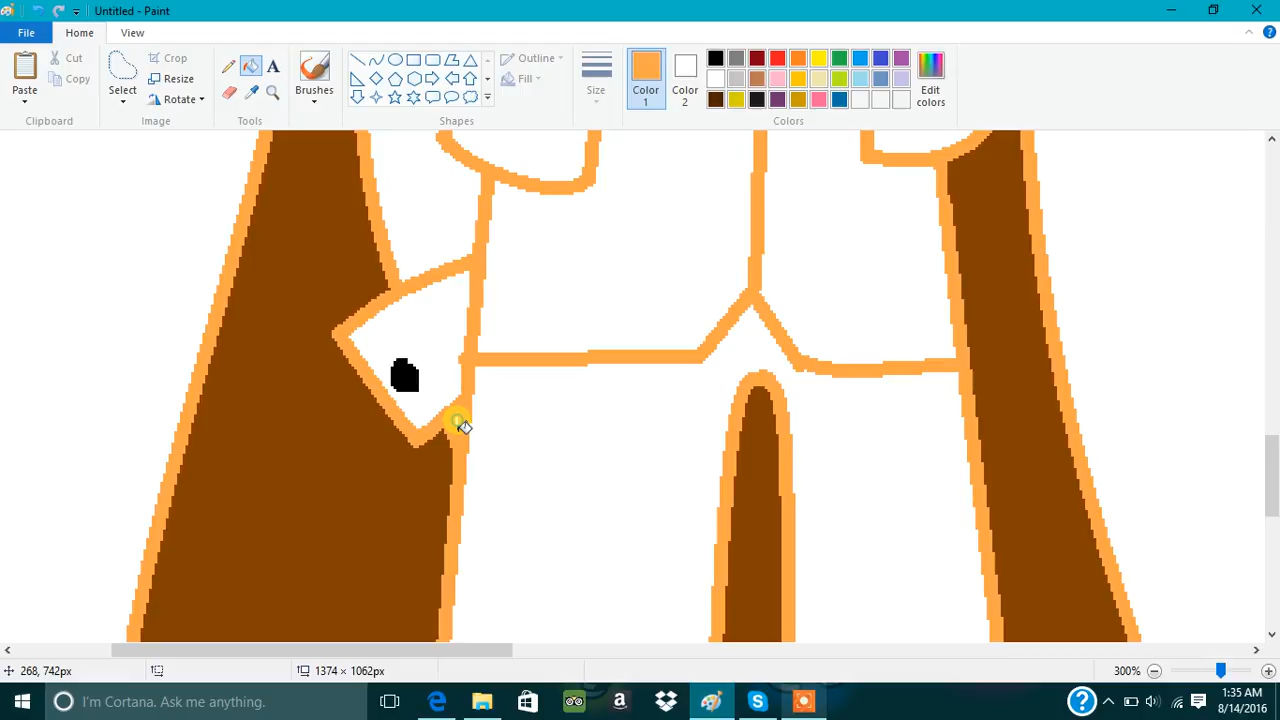 Untitled - Paint
File Home View
Paste
Cut
Copy
Clipboard
Select
Crop
Resize
Rotate
Image
A
Tools
Brushes
Outline
Fill
Shapes
Size
Color 1
Color 2
Edit colors
Colors
268, 742px
1374 × 1062px
300%
I'm Cortana. Ask me anything.
1:35 AM
8/14/2016